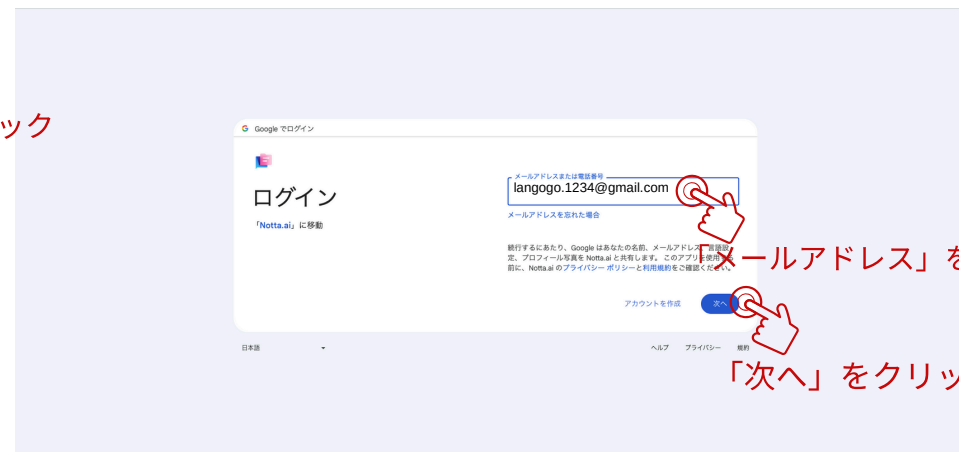 ック
Google でログイン
ログイン
「Notta.ai」に移動
メールアドレスまたは電話番号
langogo.1234@gmail.com
メールアドレスを忘れた場合
続行するにあたり、Google はあなたの名前、メールアドレス、言語設
定、プロフィール写真を Notta.ai と共有します。このアプリを使用する
前に、Notta.ai のプライバシー ポリシーと利用規約をご確認ください。
「メールアドレス」を
アカウントを作成
次へ
日本語
ヘルプ
プライバシー
規約
「次へ」をクリッ